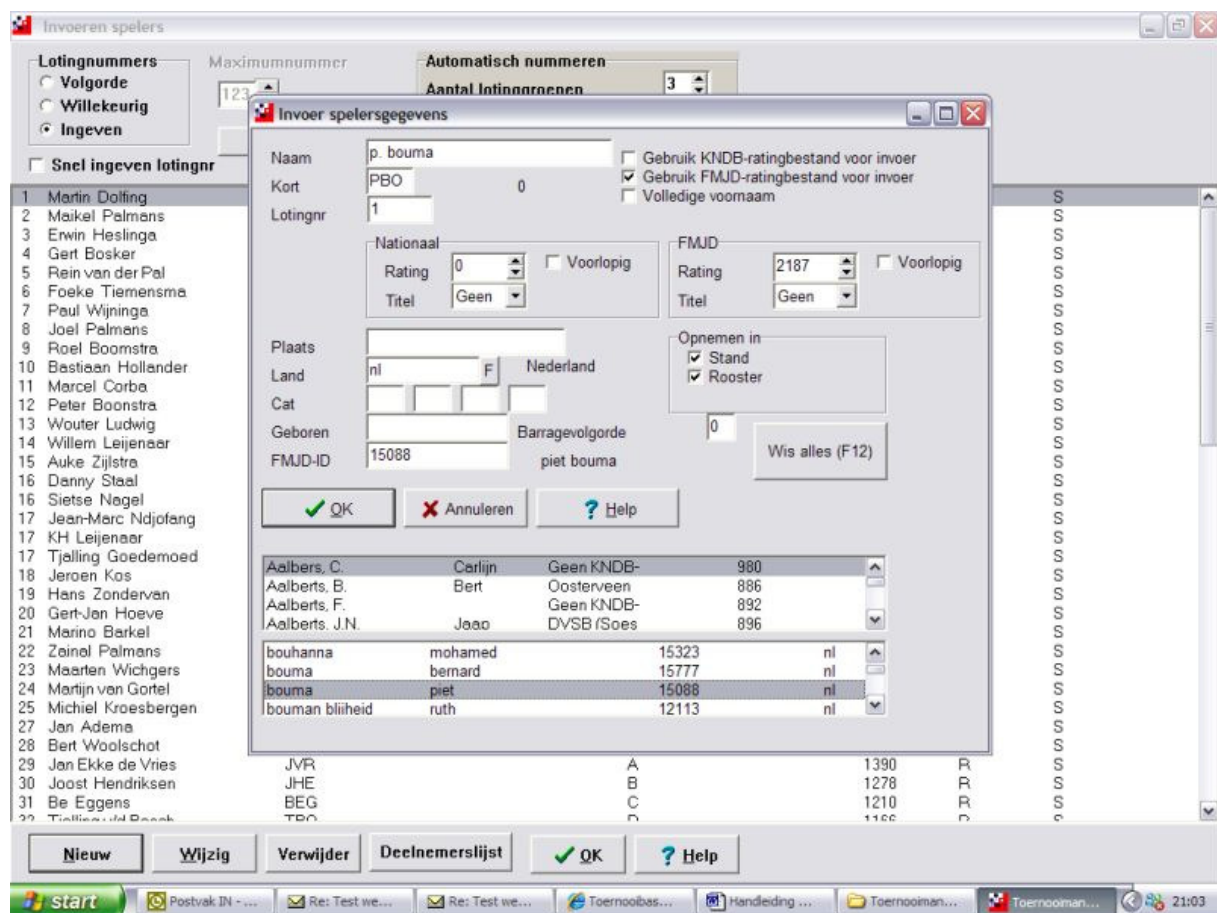 Invoeren spelers
Lotingnummers
Volgorde
Willekeurig
Ingeven
Maximumnummer
123
Automatisch nummeren
Aantal lotinggroepen
3
Snel ingeven lotingnr
Invoer spelersgegevens
Naam p. bouma
Kort PBO 0
Lotingnr 1
Gebruik KNDB-ratingbestand voor invoer
Gebruik FMJD-ratingbestand voor invoer
Volledige voornaam
Nationaal
Rating 0 Voorlopig
Titel Geen
FMJD
Rating 2187 Voorlopig
Titel Geen
Plaats
Land nl F Nederland
Cat
Geboren
FMJD-ID 15088
Opnemen in
Stand
Rooster
Barragevolgorde 0
piet bouma
Wis alles (F12)
OK Annuleren ? Help
Aalbers, C. Carlijn Geen KNDB- 980
Aalberts, B. Bert Oosterveen 886
Aalberts, F. Geen KNDB- 892
Aalberts, J.N. Jaap DVSB (Soes 896
bouhanna mohamed 15323 nl
bouma bernard 15777 nl
bouma piet 15088 nl
bouman blijheid ruth 12113 nl
1 Martin Dolfing S
2 Maikel Palmans S
3 Erwin Heslinga S
4 Gert Bosker S
5 Rein van der Pal S
6 Foeke Tiemensma S
7 Paul Wijninga S
8 Joel Palmans S
9 Roel Boomstra S
10 Bastiaan Hollander S
11 Marcel Corba S
12 Peter Boonstra S
13 Wouter Ludwig S
14 Willem Leijenaar S
15 Auke Zijlstra S
16 Danny Staal S
16 Sietse Nagel S
17 Jean-Marc Ndjofang S
17 KH Leijenaar S
17 Tjalling Goedemoed S
18 Jeroen Kos S
19 Hans Zondervan S
20 Gert-Jan Hoeve S
21 Marino Barkel S
22 Zainal Palmans S
23 Maarten Wichgers S
24 Martijn van Gortel S
25 Michiel Kroesbergen S
27 Jan Adema S
28 Bert Woolschot S
29 Jan Ekke de Vries JVR A 1390 R S
30 Joost Hendriksen JHE B 1278 R S
31 Be Eggens BEG C 1210 R S
Nieuw Wijzig Verwijder Deelnemerslijst OK ? Help
start Postvak IN - ... Re: Test we... Re: Test we... Toernooibas... Handleiding ... Toernooiman... Toernooiman... 21:03